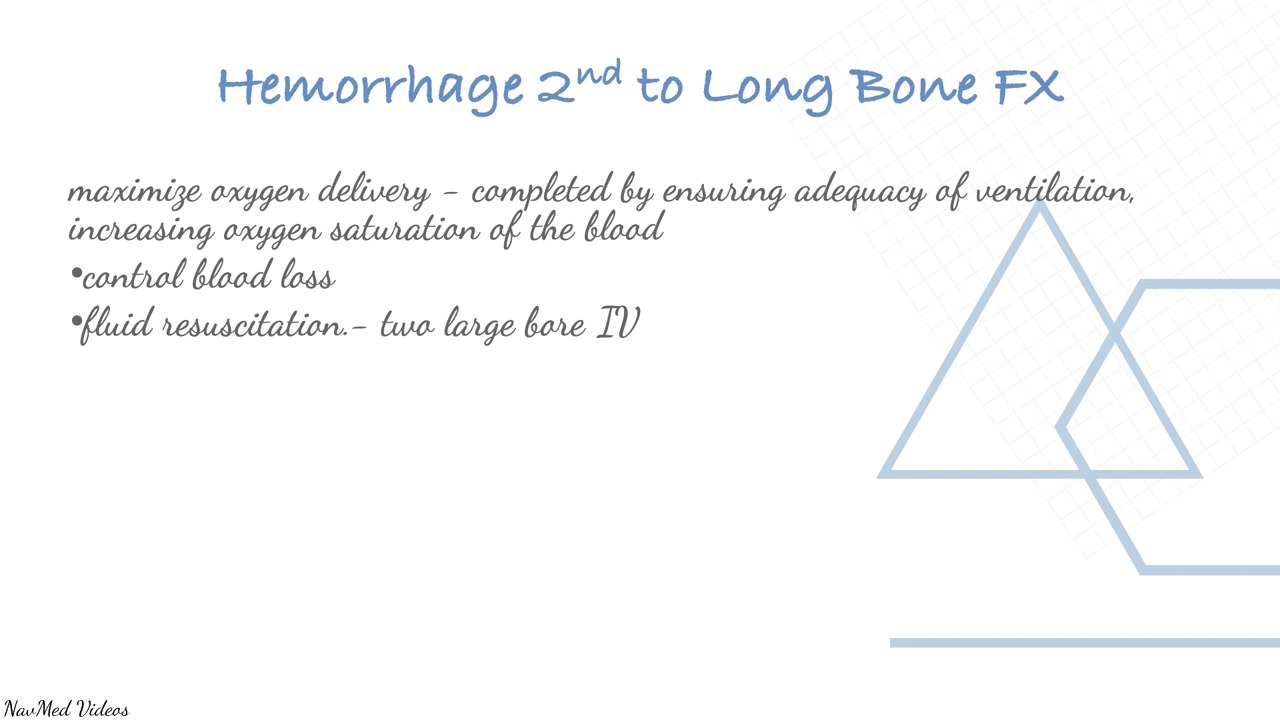 Hemorrhage 2nd to Long Bone FX
maximize oxygen delivery – completed by ensuring adequacy of ventilation,
increasing oxygen saturation of the blood
•control blood loss
•fluid resuscitation.– two large bore IV
NavMed Videos